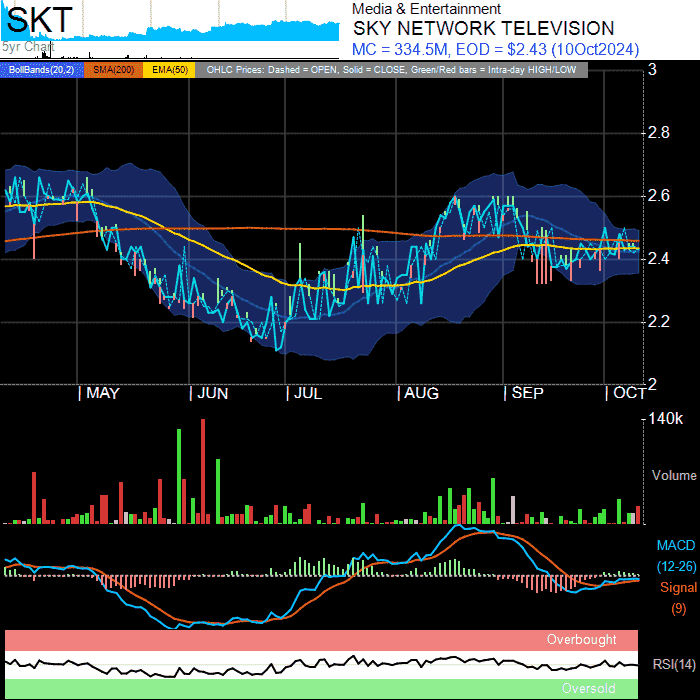 SKT
5yr Chart
Media & Entertainment
SKY NETWORK TELEVISION
MC = 334.5M, EOD = $2.43 (10Oct2024)
BollBands(20,2) SMA(200) EMA(50) OHLC Prices: Dashed = OPEN, Solid = CLOSE, Green/Red bars = Intra-day HIGH/LOW
3
2.8
2.6
2.4
2.2
2
| MAY | JUN | JUL | AUG | SEP | OCT
140k
Volume
MACD
(12-26)
Signal
(9)
Overbought
RSI(14)
Oversold